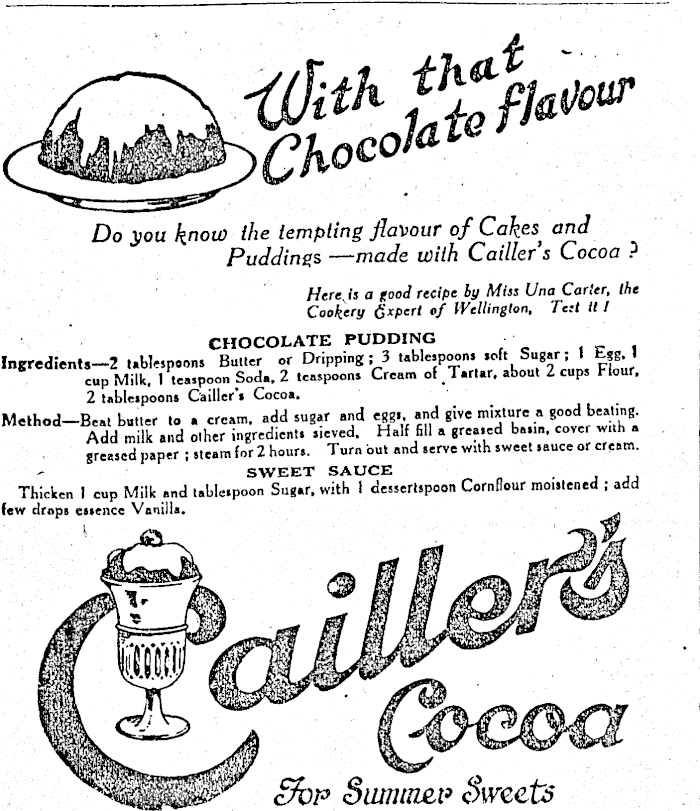 With that
Chocolate flavour
Do you know the tempting flavour of Cakes and
Puddings —made with Cailler's Cocoa ?
Here is a good recipe by Miss Una Carter, the
Cookery Expert of Wellington, Test it !
CHOCOLATE PUDDING
Ingredients—2 tablespoons Butter or Dripping ; 3 tablespoons soft Sugar ; 1 Egg, 1
cup Milk, 1 teaspoon Soda, 2 teaspoons Cream of Tartar, about 2 cups Flour,
2 tablespoons Cailler's Cocoa.
Method—Beat butter to a cream, add sugar and eggs, and give mixture a good beating.
Add milk and other ingredients sieved. Half fill a greased basin, cover with a
greased paper ; steam for 2 hours. Turn out and serve with sweet sauce or cream.
SWEET SAUCE
Thicken 1 cup Milk and tablespoon Sugar, with 1 dessertspoon Cornflour moistened ; add
few drops essence Vanilla.
Cailler's
Cocoa
For Summer Sweets